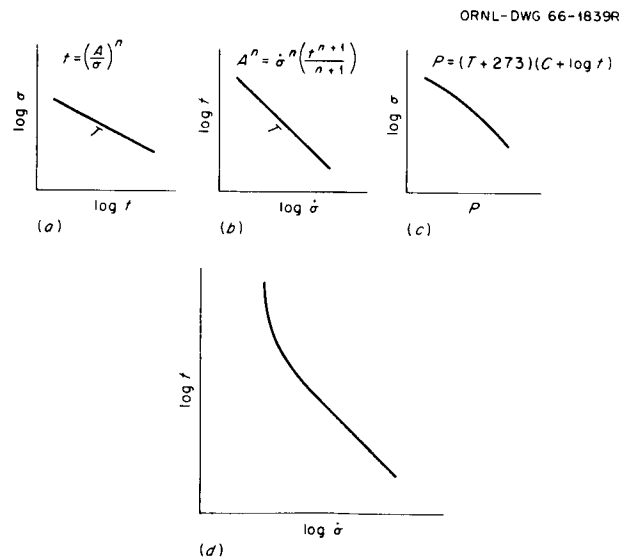 ORNL-DWG 66-1839R
t = (A/σ)^n
log σ
T
log t
(a)
A^n = σ̇^n (t^{n+1}/n+1)
log t
T
log σ̇
(b)
P = (T + 273)(C + log t)
log σ
P
(c)
log t
log σ̇
(d)